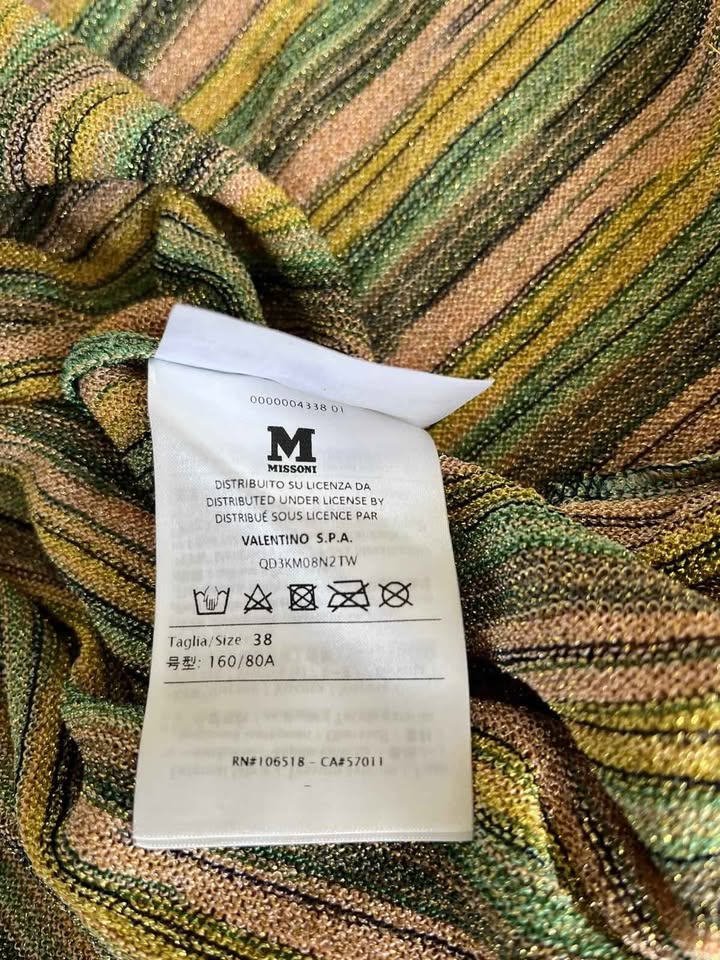 0000004338 01
M
MISSONI
DISTRIBUITO SU LICENZA DA
DISTRIBUTED UNDER LICENSE BY
DISTRIBUÉ SOUS LICENCE PAR
VALENTINO S.P.A.
QD3KM08N2TW
Taglia/Size 38
号型: 160/80A
RN#106518 - CA#57011
-